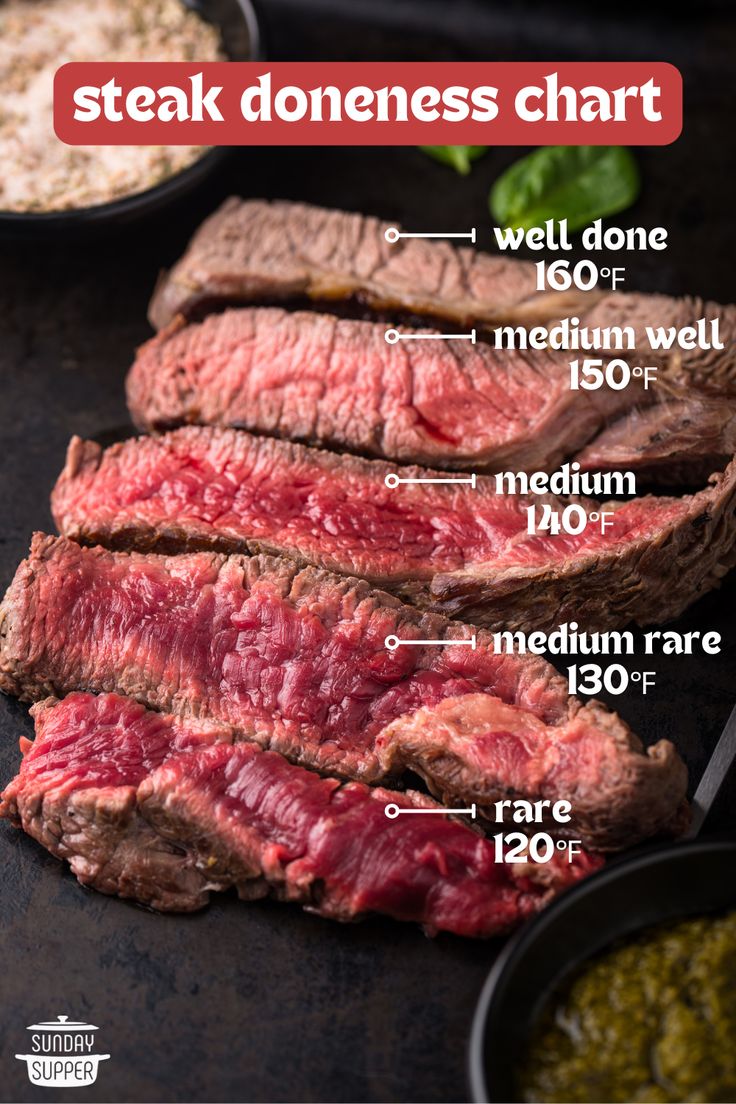 steak doneness chart
well done
160°F
medium well
150°F
medium
140°F
medium rare
130°F
rare
120°F
SUNDAY
SUPPER